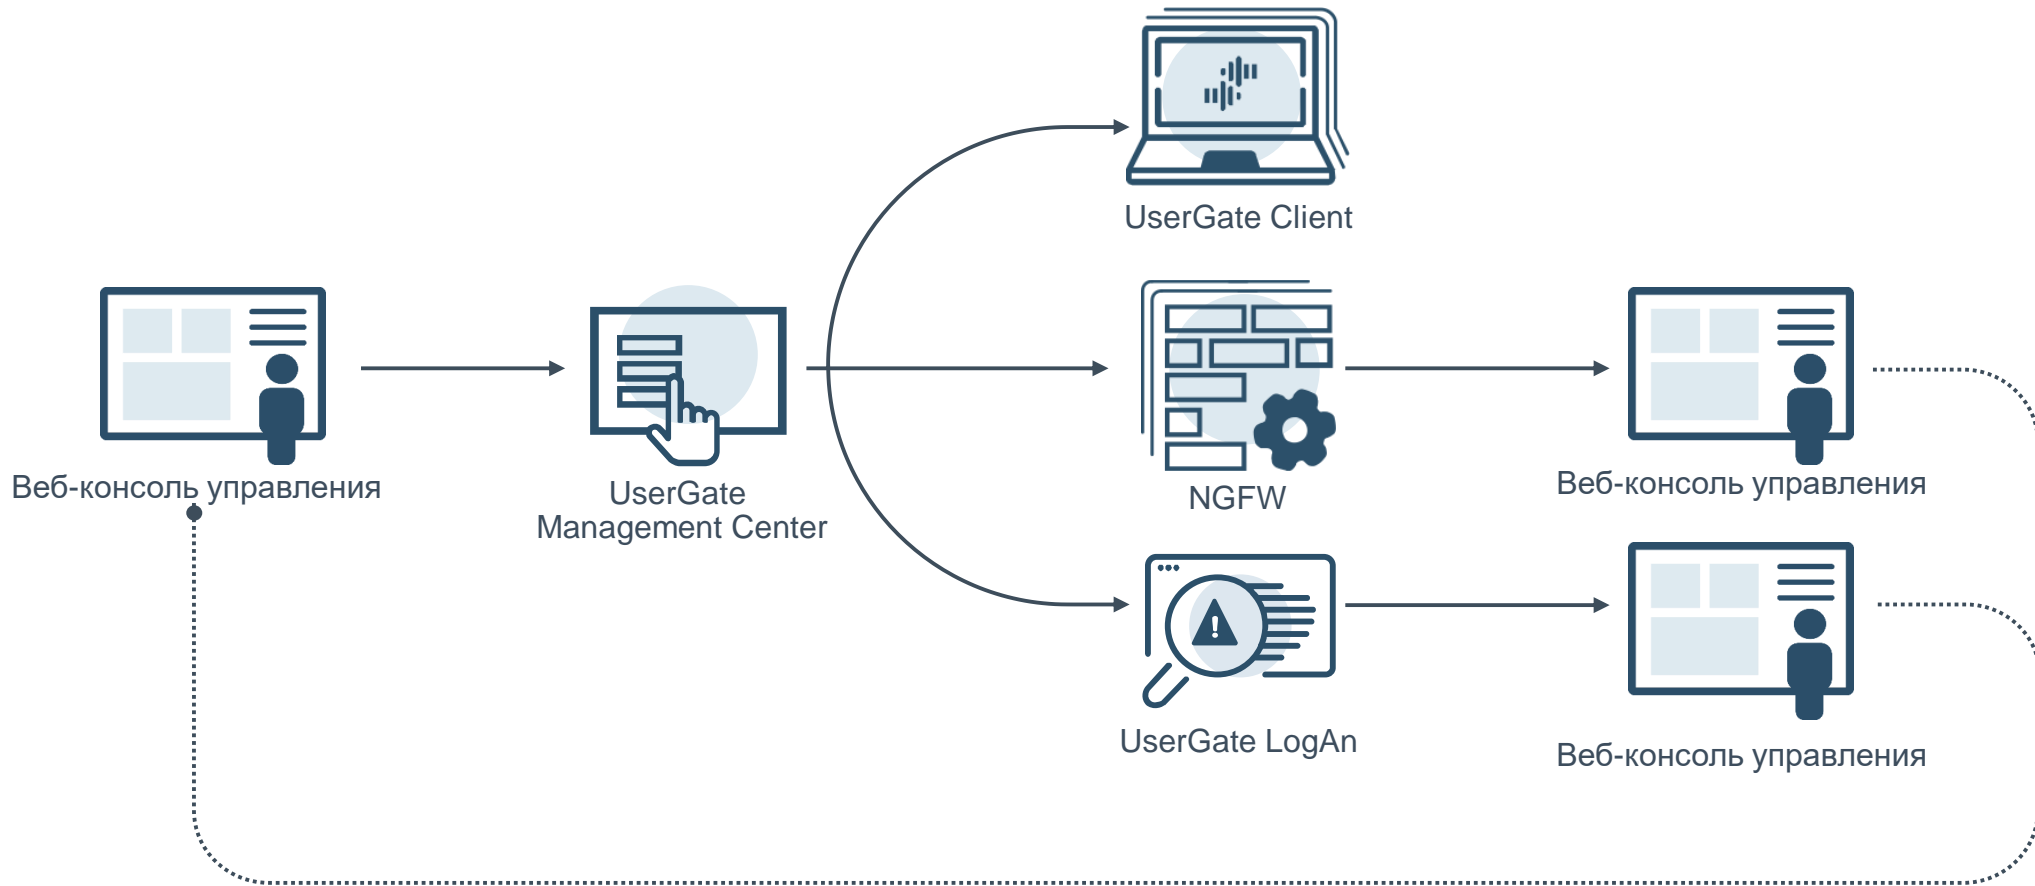 UserGate Client
Веб-консоль управления
UserGate
Management Center
NGFW
Веб-консоль управления
UserGate LogAn
Веб-консоль управления